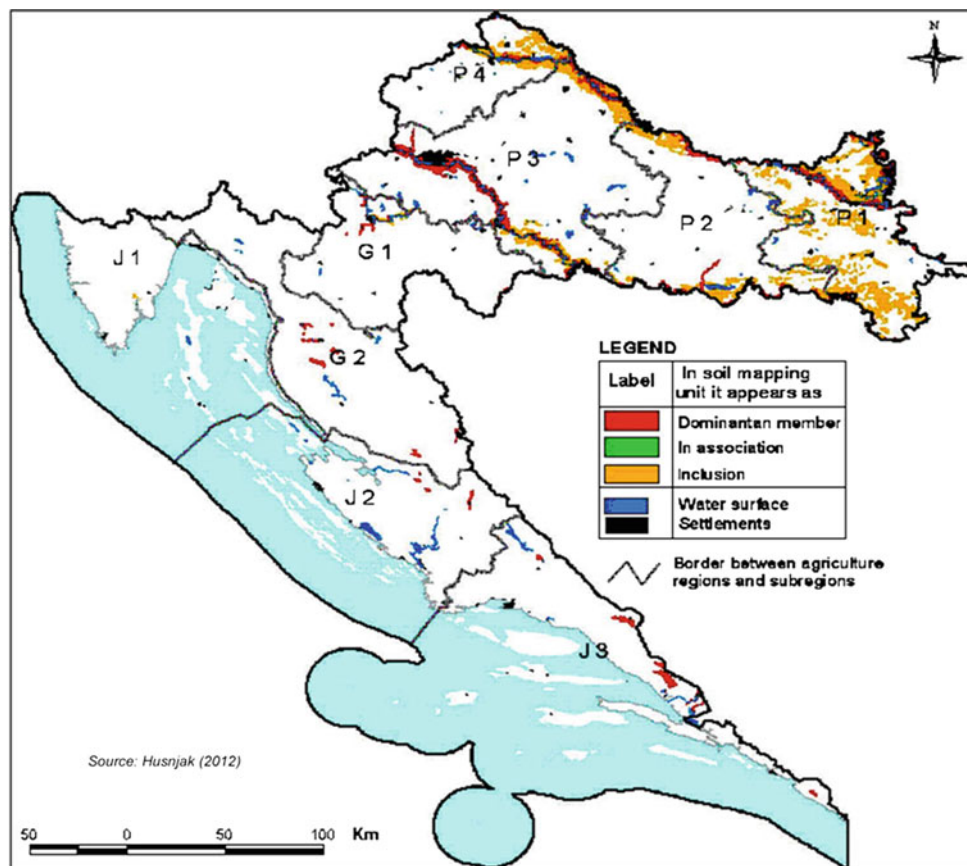 N
P 4
P 3
P 2
P 1
G 1
J 1
G 2
J 2
J 3
LEGEND
Label
In soil mapping
unit it appears as
Dominantan member
In association
Inclusion
Water surface
Settlements
Border between agriculture
regions and subregions
Source: Husnjak (2012)
50 0 50 100 Km